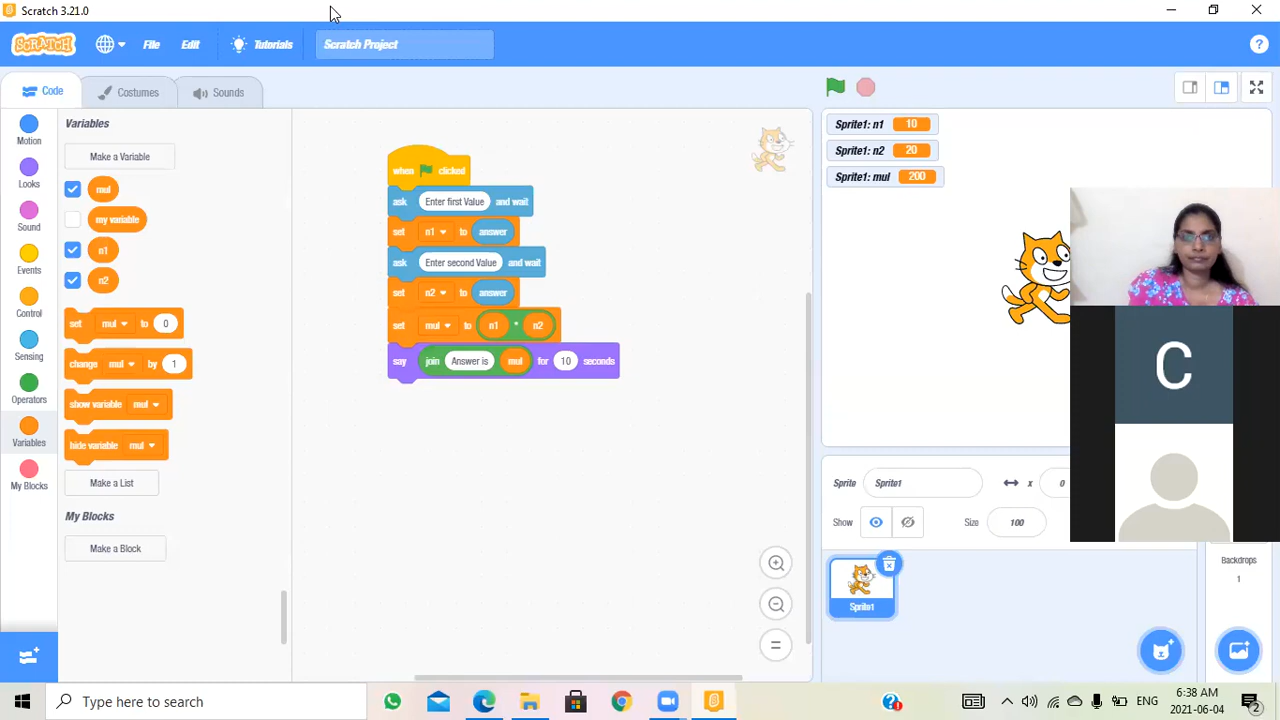 Scratch 3.21.0
SCRATCH File Edit Tutorials Scratch Project ?
Code Costumes Sounds
Motion
Looks
Sound
Events
Control
Sensing
Operators
Variables
My Blocks
Variables
Make a Variable
mul
my variable
n1
n2
set mul to 0
change mul by 1
show variable mul
hide variable mul
Make a List
My Blocks
Make a Block
when clicked
ask Enter first Value and wait
set n1 to answer
ask Enter second Value and wait
set n2 to answer
set mul to n1 * n2
say join Answer is mul for 10 seconds
Sprite1: n1 10
Sprite1: n2 20
Sprite1: mul 200
C
Sprite Sprite1 x 0
Show Size 100
Sprite1
Backdrops
1
Type here to search
ENG 6:38 AM
2021-06-04 2